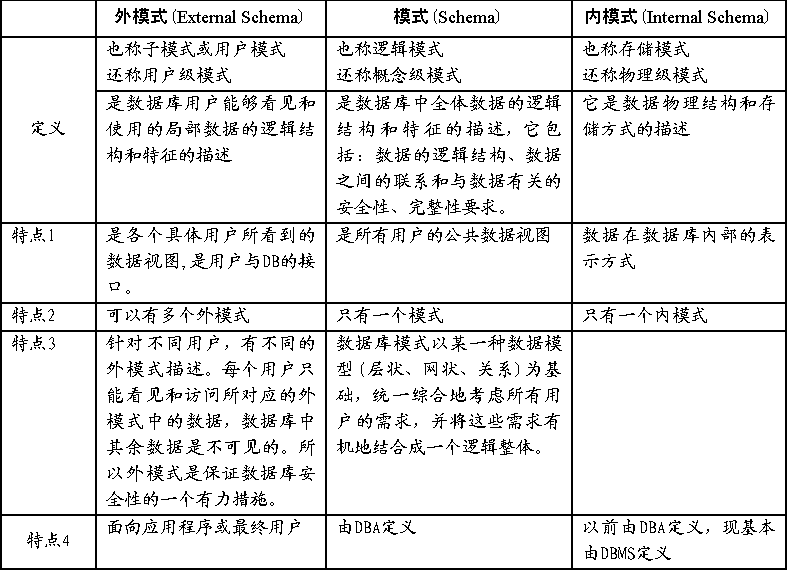 外模式(External Schema)
模式(Schema)
内模式(Internal Schema)
定义
也称子模式或用户模式
还称用户级模式
也称逻辑模式
还称概念级模式
也称存储模式
还称物理级模式
是数据库用户能够看见和
使用的局部数据的逻辑结
构和特征的描述
是数据库中全体数据的逻辑
结构和特征的描述，它包
括：数据的逻辑结构、数据
之间的联系和与数据有关的
安全性、完整性要求。
它是数据物理结构和存
储方式的描述
特点1
是各个具体用户所看到的
数据视图,是用户与DB的接
口。
是所有用户的公共数据视图
数据在数据库内部的表
示方式
特点2
可以有多个外模式
只有一个模式
只有一个内模式
特点3
针对不同用户，有不同的
外模式描述。每个用户只
能看见和访问所对应的外
模式中的数据，数据库中
其余数据是不可见的。所
以外模式是保证数据库安
全性的一个有力措施。
数据库模式以某一种数据模
型(层状、网状、关系)为基
础，统一综合地考虑所有用
户的需求，并将这些需求有
机地结合成一个逻辑整体。
特点4
面向应用程序或最终用户
由DBA定义
以前由DBA定义，现基本
由DBMS定义